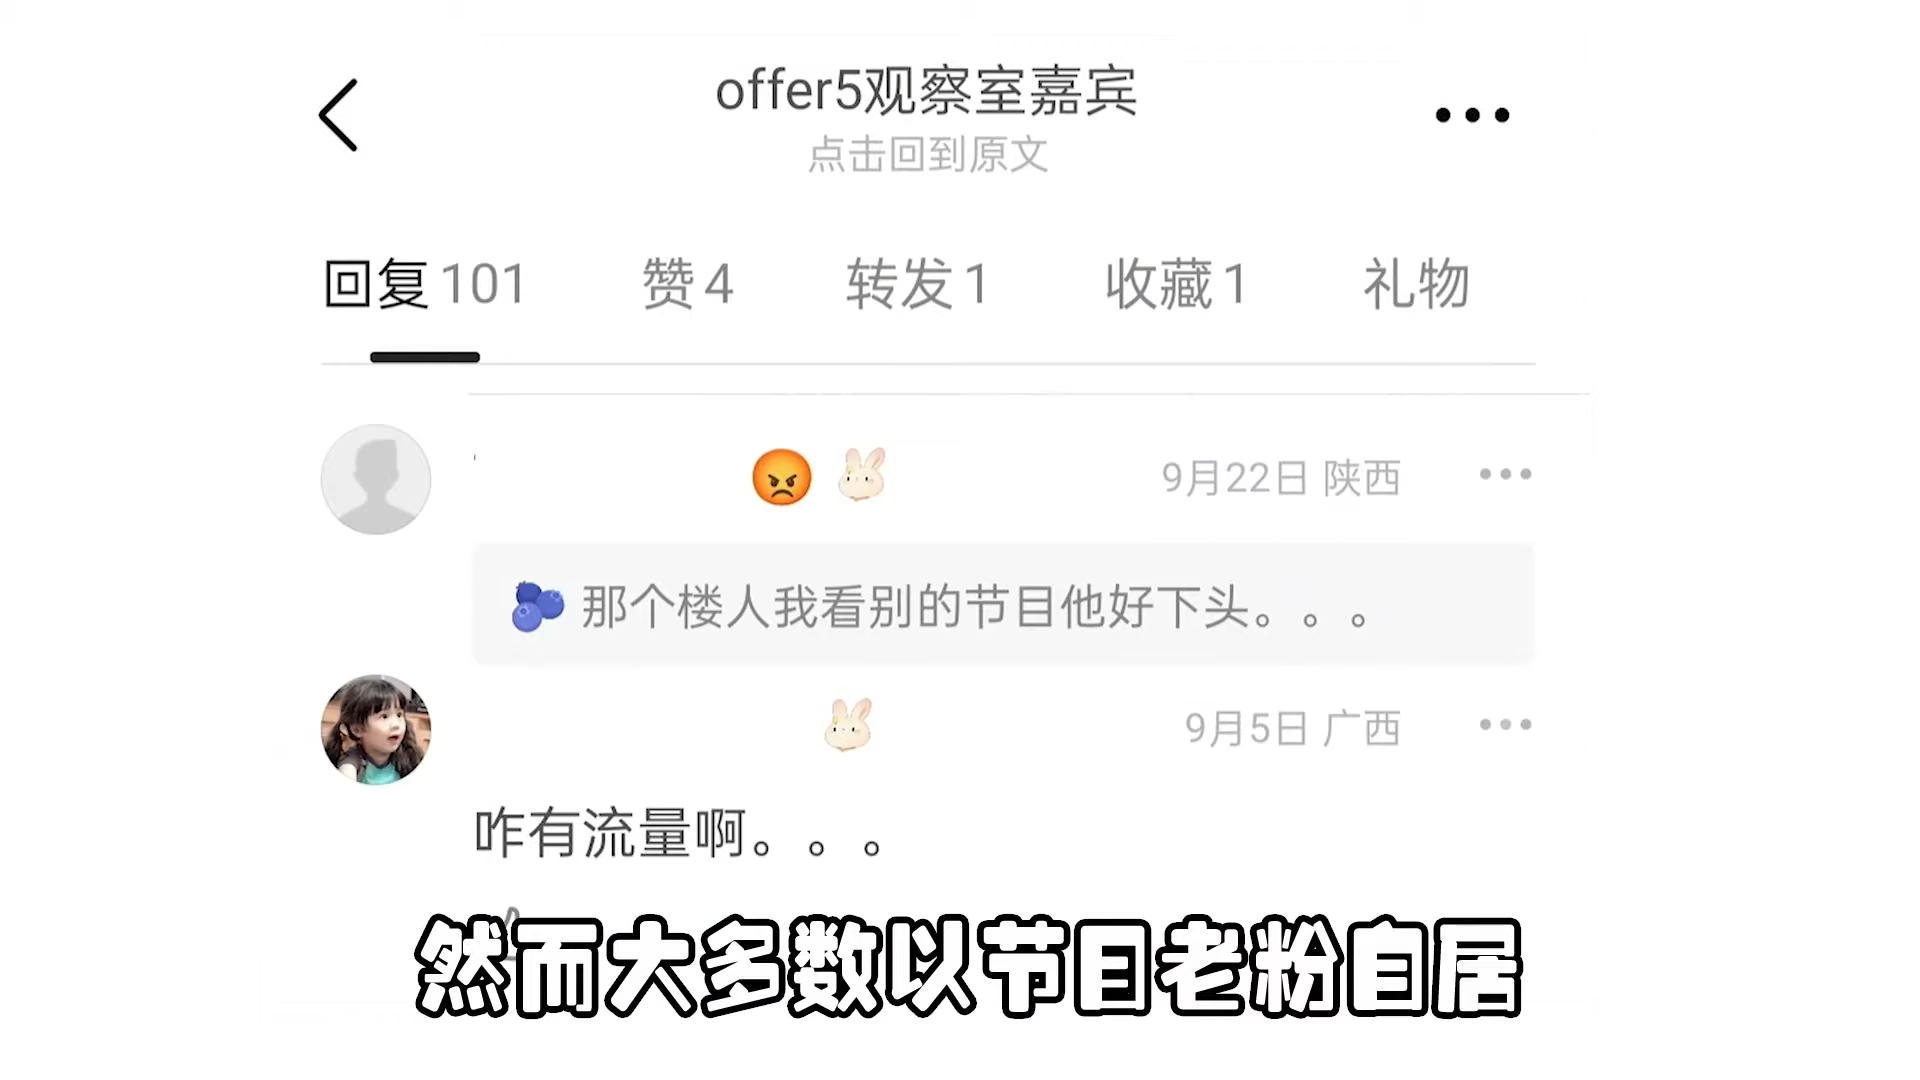 offer5观察室嘉宾
点击回到原文
回复 101 赞 4 转发 1 收藏 1 礼物
9月22日 陕西
那个楼人我看别的节目他好下头。。。
9月5日 广西
咋有流量啊。。。
然而大多数以节目老粉自居